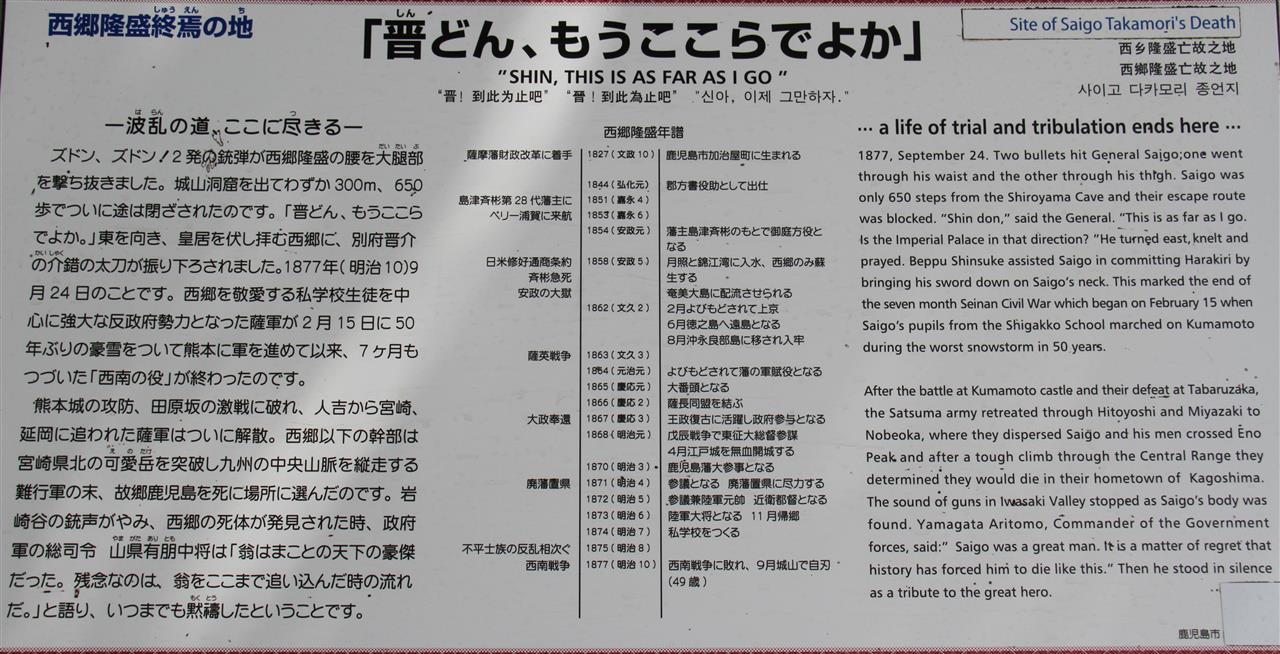 西郷隆盛終焉の地
しゅう えん ち
「晋どん、もうここらでよか」
しん
Site of Saigo Takamori's Death
西乡隆盛亡故之地
西鄉隆盛亡故之地
사이고 다카모리 종언지
"SHIN, THIS IS AS FAR AS I GO "
"晋！到此为止吧" "晉！到此為止吧" "신아, 이제 그만하자."
―波乱の道、ここに尽きる―
は らん つ
ズドン、ズドン！2発の銃弾が西郷隆盛の腰を大腿部
だい たい ぶ
を撃ち抜きました。城山洞窟を出てわずか300m、650
歩でついに途は閉ざされたのです。「晋どん、もうここら
でよか。」東を向き、皇居を伏し拝む西郷に、別府晋介
の介錯の太刀が振り下ろされました。1877年（明治10）9
かい しゃく
月24日のことです。西郷を敬愛する私学校生徒を中
心に強大な反政府勢力となった薩軍が2月15日に50
年ぶりの豪雪をついて熊本に軍を進めて以来、7ヶ月も
つづいた「西南の役」が終わったのです。
熊本城の攻防、田原坂の激戦に破れ、人吉から宮崎、
延岡に追われた薩軍はついに解散。西郷以下の幹部は
宮崎県北の可愛岳を突破し九州の中央山脈を縦走する
え の たけ
難行軍の末、故郷鹿児島を死に場所に選んだのです。岩
崎谷の銃声がやみ、西郷の死体が発見された時、政府
軍の総司令 山県有朋中将は「翁はまことの天下の豪傑
やま がた あり とも
だった。残念なのは、翁をここまで追い込んだ時の流れ
だ。」と語り、いつまでも黙禱したということです。
もく とう
西郷隆盛年譜
薩摩藩財政改革に着手 1827（文政10） 鹿児島市加治屋町に生まれる
1844（弘化元） 郡方書役助として出仕
島津斉彬第28代藩主に 1851（嘉永4）
ペリー浦賀に来航 1853（嘉永6）
1854（安政元） 藩主島津斉彬のもとで御庭方役と
なる
日米修好通商条約 1858（安政5） 月照と錦江湾に入水、西郷のみ蘇
斉彬急死 生する
安政の大獄 奄美大島に配流させられる
1862（文久2） 2月よびもどされて上京
6月徳之島へ遠島となる
8月沖永良部島に移され入牢
薩英戦争 1863（文久3）
1864（元治元） よびもどされて藩の軍賦役となる
1865（慶応元） 大番頭となる
1866（慶応2） 薩長同盟を結ぶ
大政奉還 1867（慶応3） 王政復古に活躍し政府参与となる
1868（明治元） 戊辰戦争で東征大総督参謀
4月江戸城を無血開城する
1870（明治3） 鹿児島藩大参事となる
廃藩置県 1871（明治4） 参議となる 廃藩置県に尽力する
1872（明治5） 参議兼陸軍元帥 近衛都督となる
1873（明治6） 陸軍大将となる 11月帰郷
1874（明治7） 私学校をつくる
不平士族の反乱相次ぐ 1875（明治8）
西南戦争 1877（明治10） 西南戦争に敗れ、9月城山で自刃
（49歳）
··· a life of trial and tribulation ends here ···
1877, September 24. Two bullets hit General Saigo;one went
through his waist and the other through his thigh. Saigo was
only 650 steps from the Shiroyama Cave and their escape route
was blocked. "Shin don," said the General. "This is as far as I go.
Is the Imperial Palace in that direction? "He turned east, knelt and
prayed. Beppu Shinsuke assisted Saigo in committing Harakiri by
bringing his sword down on Saigo's neck. This marked the end of
the seven month Seinan Civil War which began on February 15 when
Saigo's pupils from the Shigakko School marched on Kumamoto
during the worst snowstorm in 50 years.
After the battle at Kumamoto castle and their defeat at Tabaruzaka,
the Satsuma army retreated through Hitoyoshi and Miyazaki to
Nobeoka, where they dispersed Saigo and his men crossed Eno
Peak and after a tough climb through the Central Range they
determined they would die in their hometown of Kagoshima.
The sound of guns in Iwasaki Valley stopped as Saigo's body was
found. Yamagata Aritomo, Commander of the Government
forces, said:" Saigo was a great man. It is a matter of regret that
history has forced him to die like this." Then he stood in silence
as a tribute to the great hero.
鹿児島市